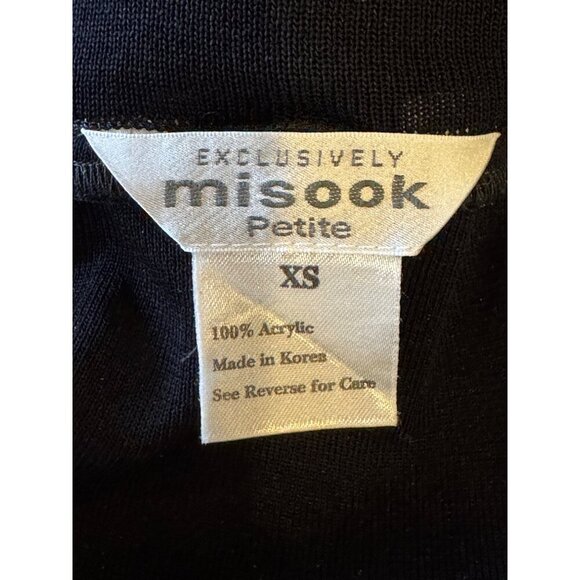 EXCLUSIVELY
misook
Petite
XS
100% Acrylic
Made in Korea
See Reverse for Care